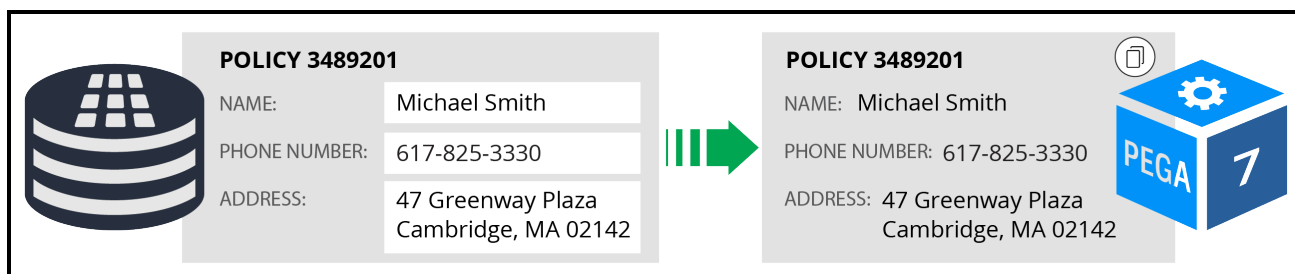 POLICY 3489201
NAME: Michael Smith
PHONE NUMBER: 617-825-3330
ADDRESS: 47 Greenway Plaza
Cambridge, MA 02142
POLICY 3489201
NAME: Michael Smith
PHONE NUMBER: 617-825-3330
ADDRESS: 47 Greenway Plaza
Cambridge, MA 02142
PEGA 7